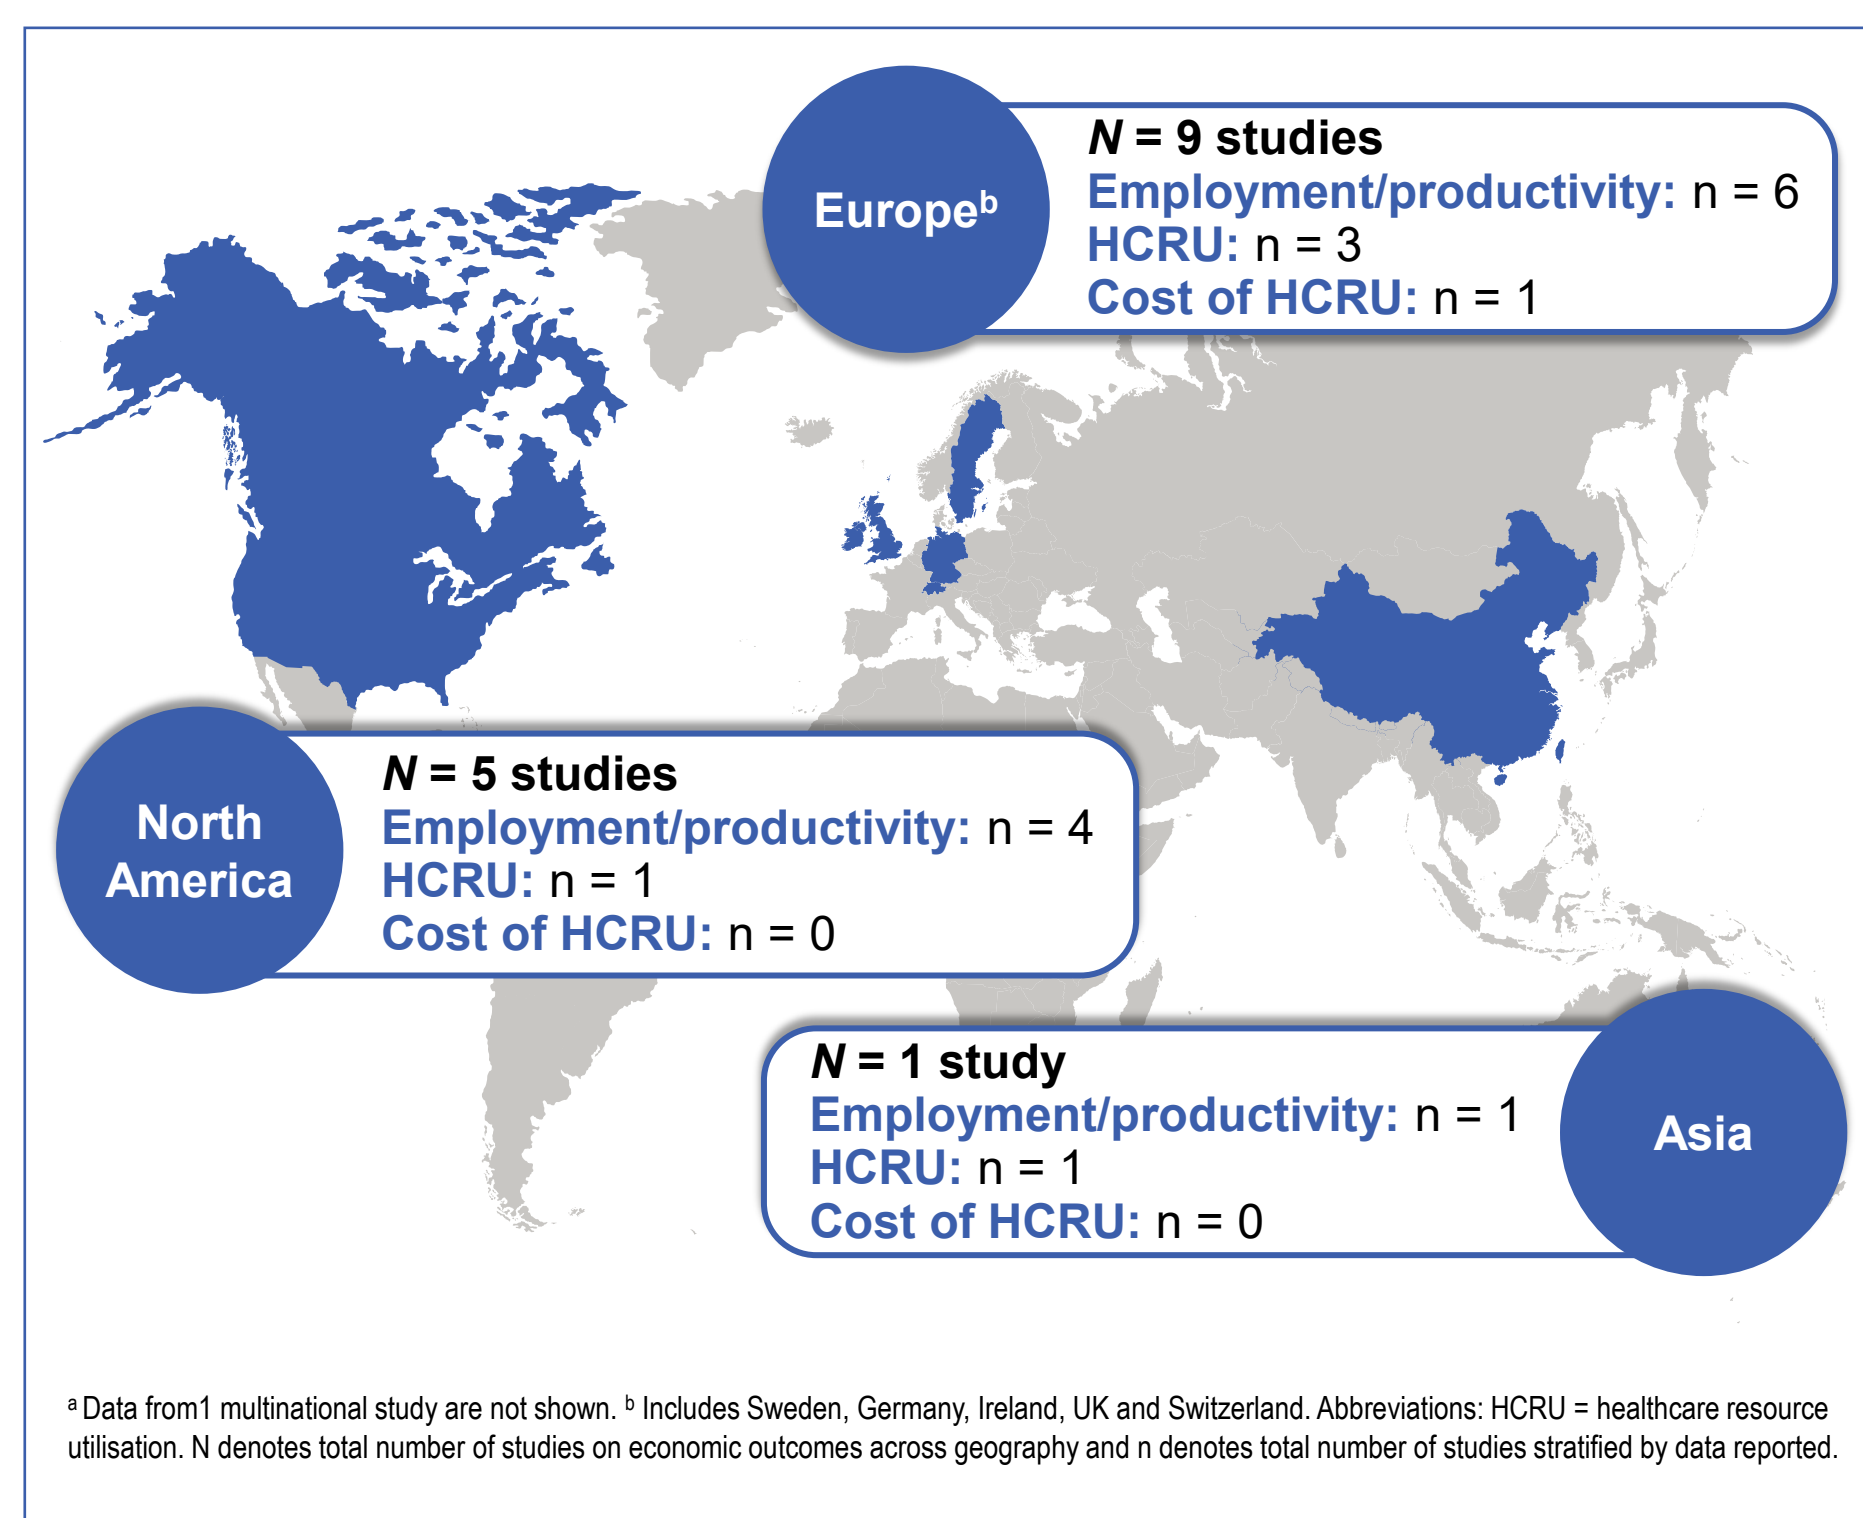 Europeᵇ
N = 9 studies
Employment/productivity: n = 6
HCRU: n = 3
Cost of HCRU: n = 1
North
America
N = 5 studies
Employment/productivity: n = 4
HCRU: n = 1
Cost of HCRU: n = 0
N = 1 study
Employment/productivity: n = 1
HCRU: n = 1
Cost of HCRU: n = 0
Asia
ᵃ Data from1 multinational study are not shown. ᵇ Includes Sweden, Germany, Ireland, UK and Switzerland. Abbreviations: HCRU = healthcare resource
utilisation. N denotes total number of studies on economic outcomes across geography and n denotes total number of studies stratified by data reported.